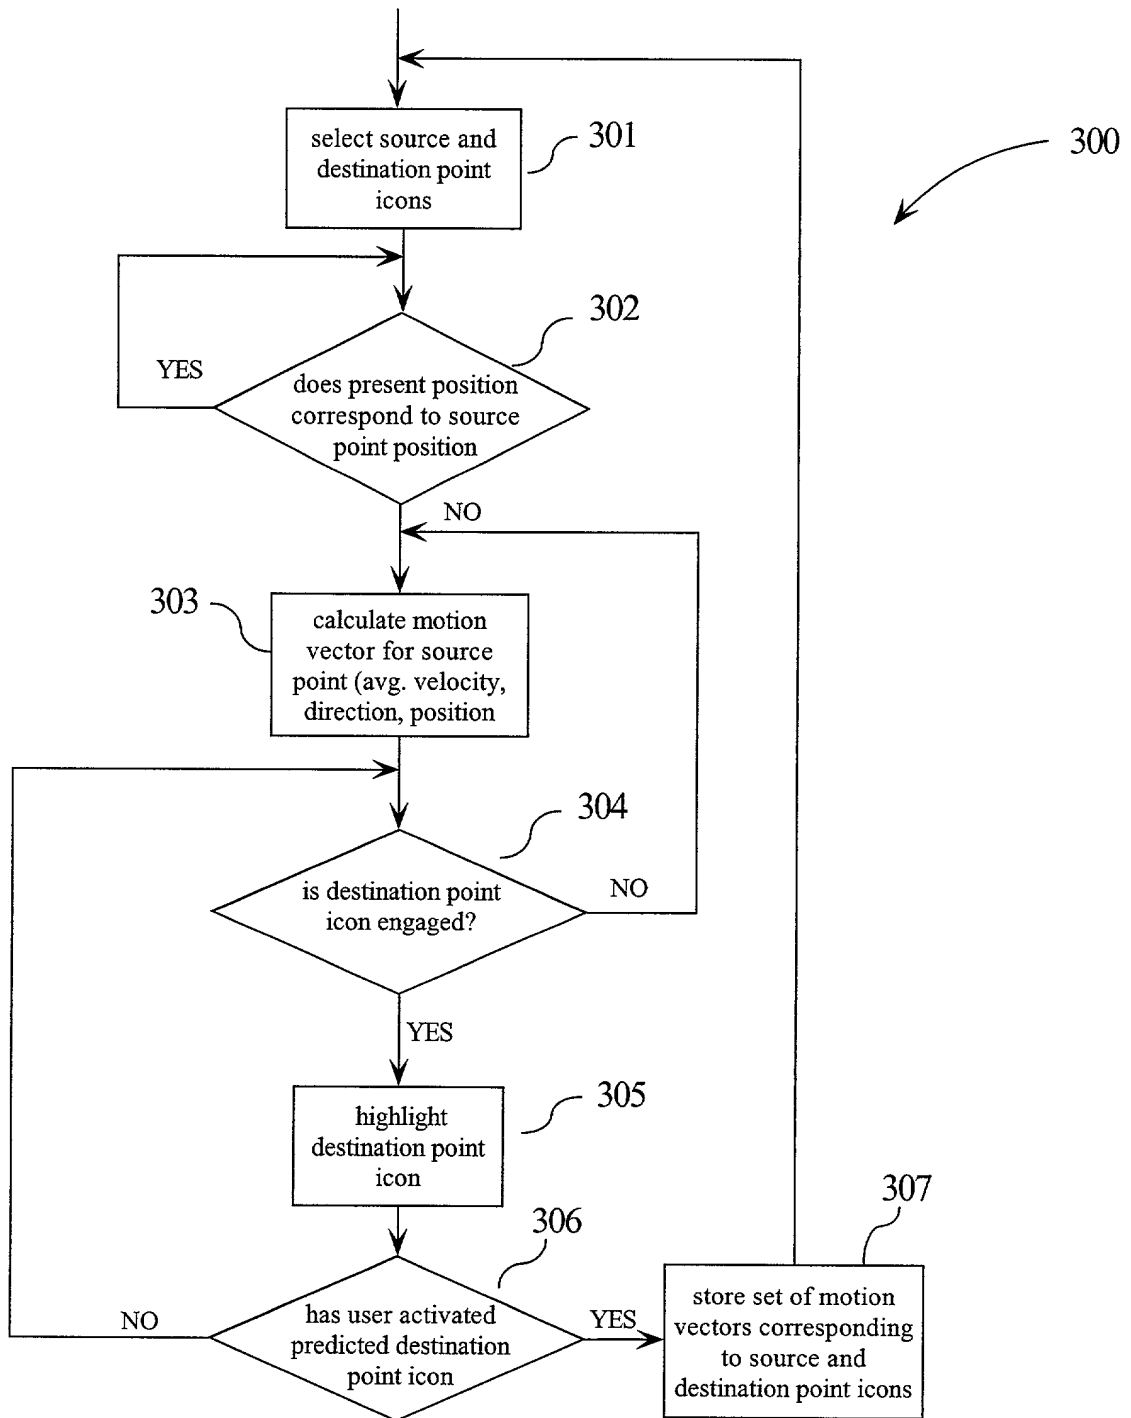 301
300
select source and
destination point
icons
302
YES
does present position
correspond to source
point position
NO
303
calculate motion
vector for source
point (avg. velocity,
direction, position
304
is destination point
icon engaged?
NO
YES
305
highlight
destination point
icon
306
307
NO
has user activated
predicted destination
point icon
YES
store set of motion
vectors corresponding
to source and
destination point icons